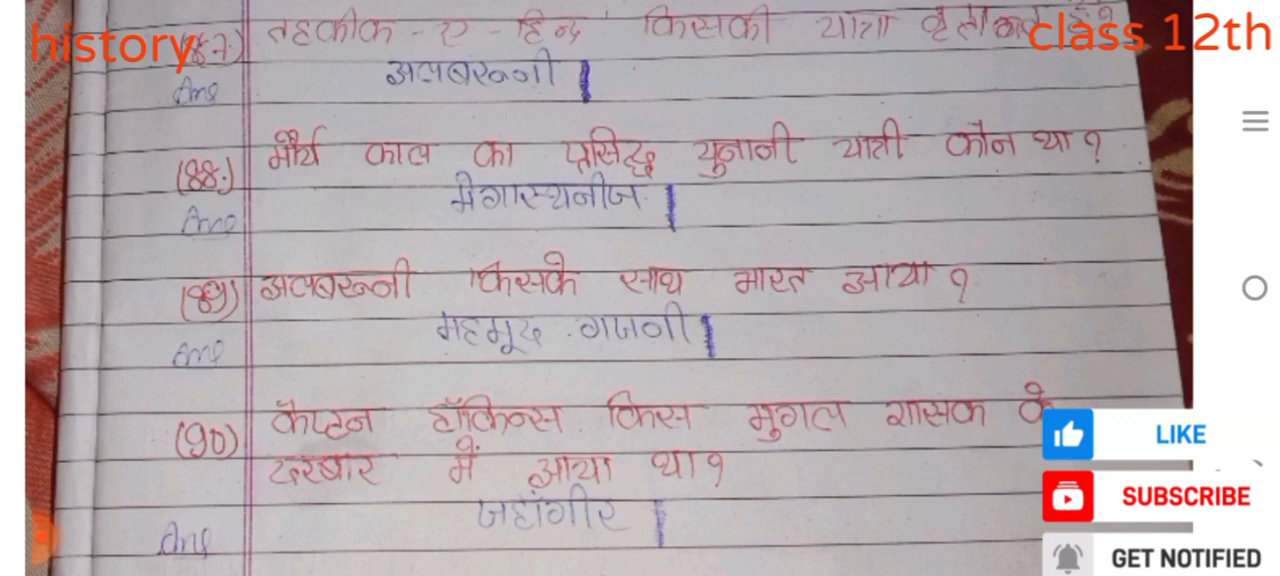 history
class 12th
(87.) तहकीक-ए-हिन्द किसकी यात्रा
Ans अलबरूनी।
(88.) मौर्य काल का प्रसिद्ध युनानी यात्री कौन था?
Ans मेगास्थनीज।
(89) अलबरूनी किसके साथ भारत आया?
Ans महमूद गजनी।
(90) कैप्टन हॉकिन्स किस मुगल शासक के
दरबार में आया था?
Ans जहांगीर।
LIKE
SUBSCRIBE
GET NOTIFIED